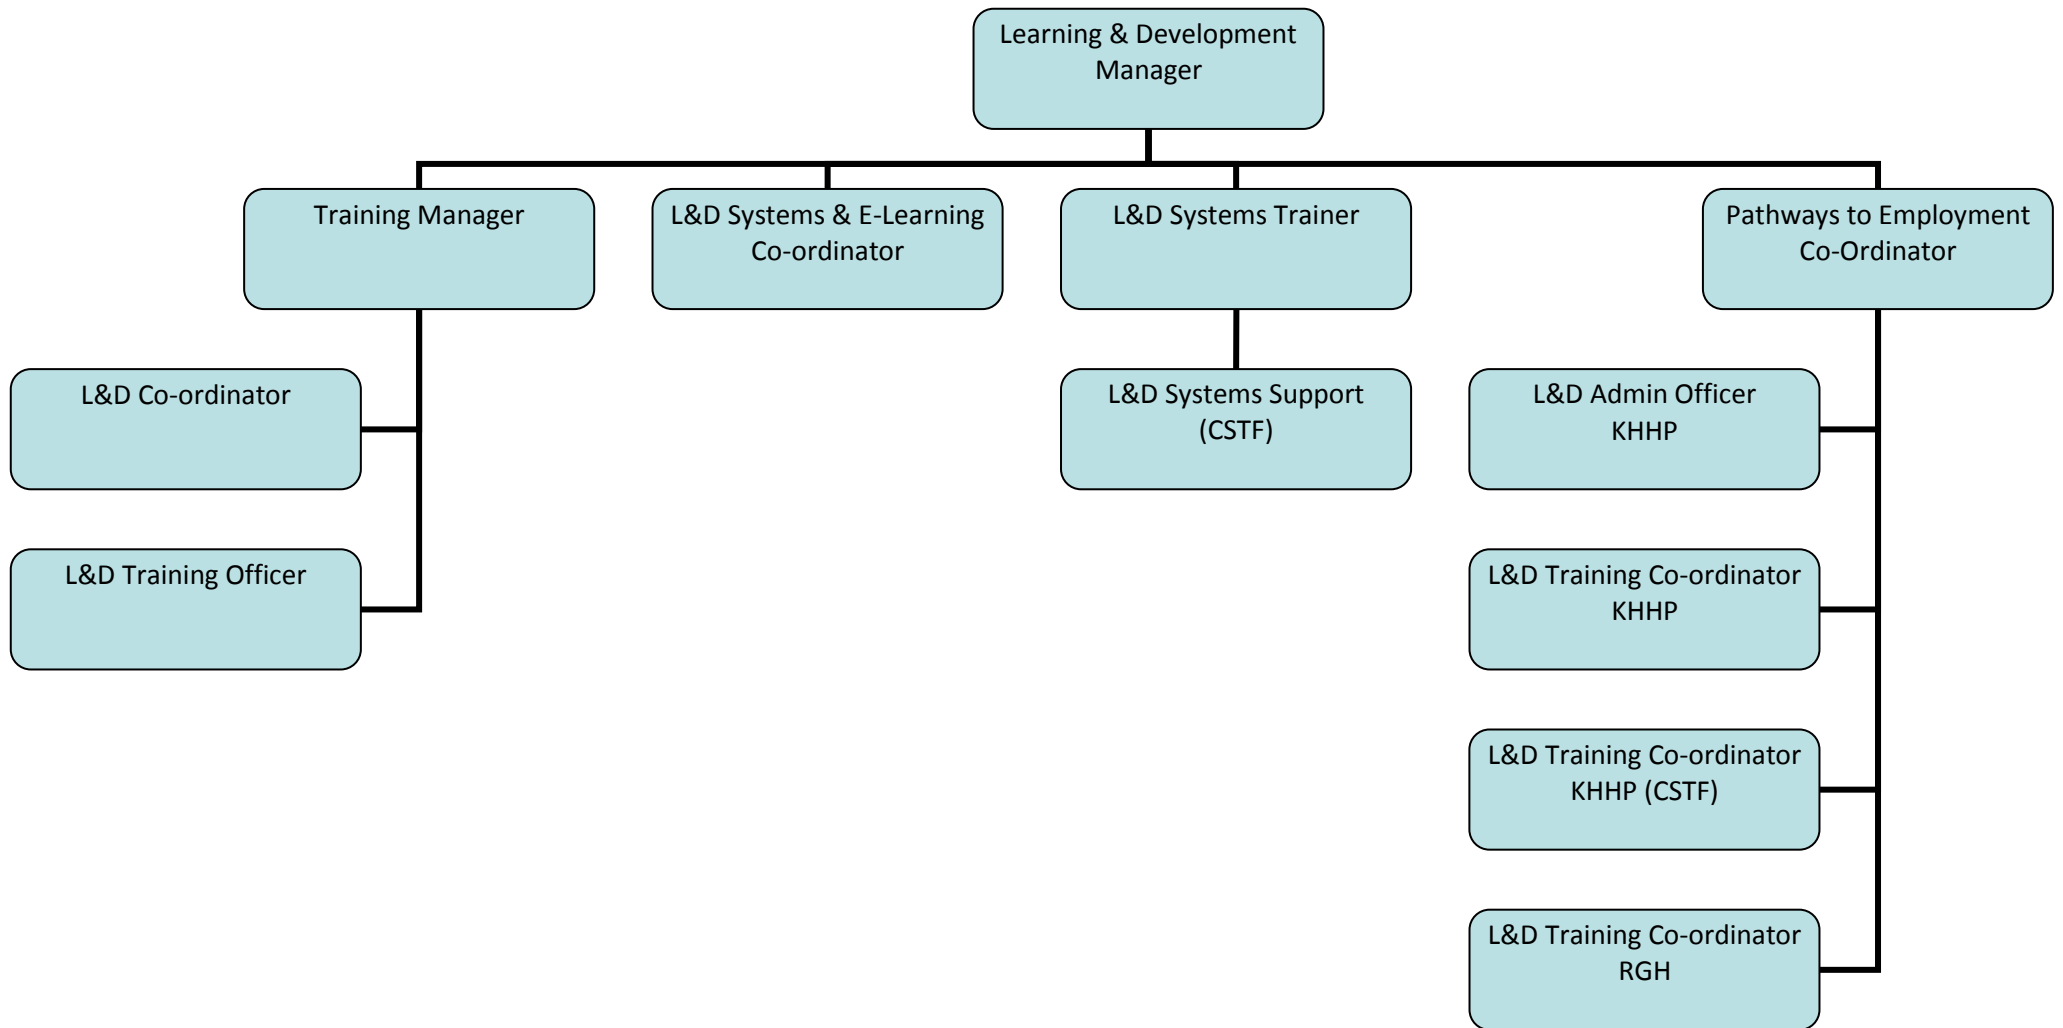 Learning & Development
Manager
Training Manager
L&D Systems & E-Learning
Co-ordinator
L&D Systems Trainer
Pathways to Employment
Co-Ordinator
L&D Co-ordinator
L&D Systems Support
(CSTF)
L&D Admin Officer
KHHP
L&D Training Officer
L&D Training Co-ordinator
KHHP
L&D Training Co-ordinator
KHHP (CSTF)
L&D Training Co-ordinator
RGH